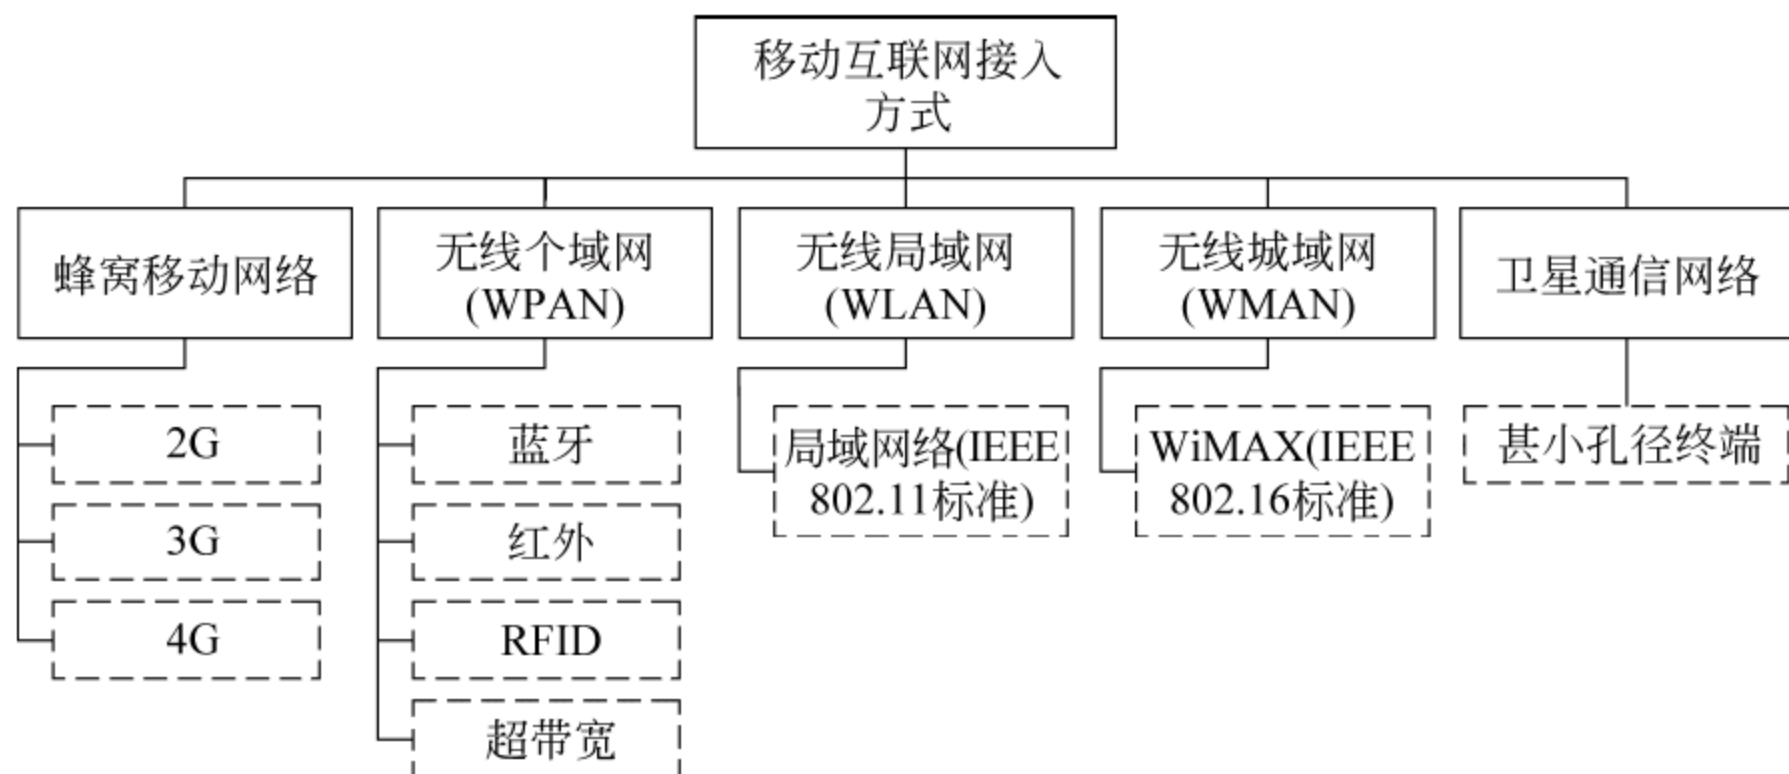 移动互联网接入
方式
蜂窝移动网络
无线个域网
(WPAN)
无线局域网
(WLAN)
无线城域网
(WMAN)
卫星通信网络
2G
3G
4G
蓝牙
红外
RFID
超带宽
局域网络(IEEE
802.11标准)
WiMAX(IEEE
802.16标准)
甚小孔径终端